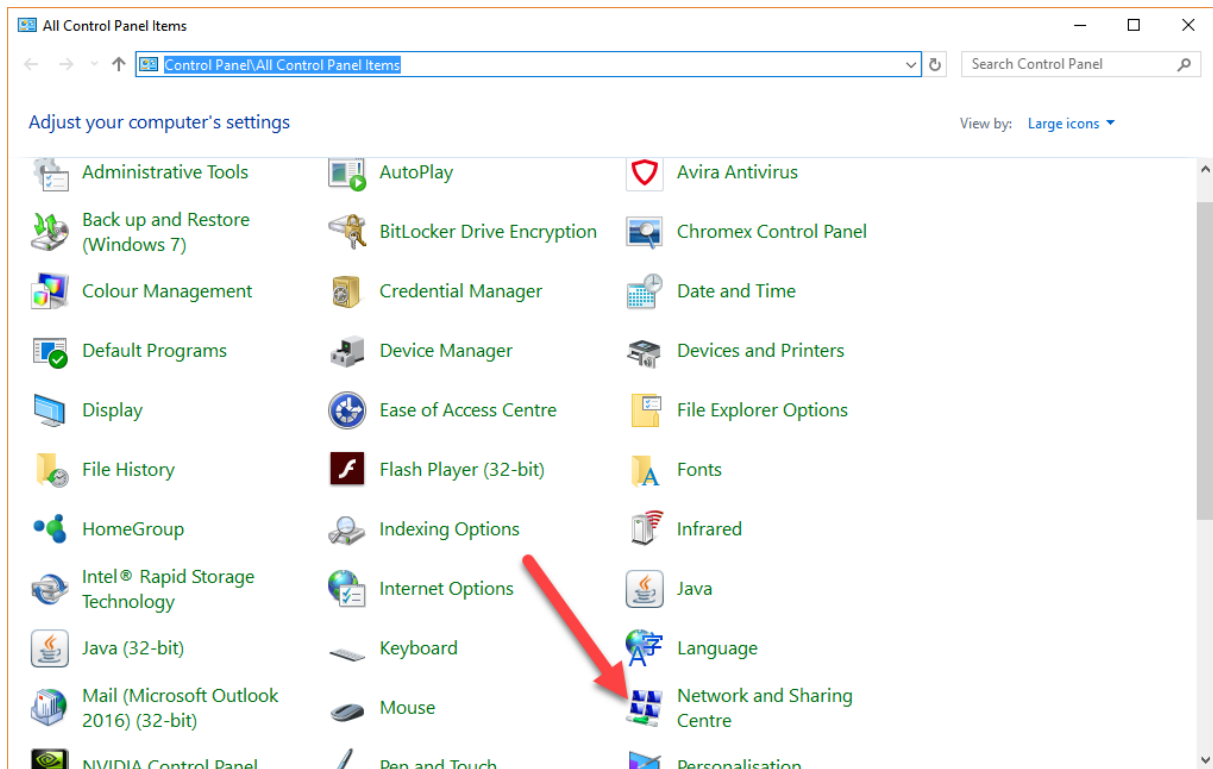 All Control Panel Items
Control Panel\All Control Panel Items
Search Control Panel
Adjust your computer's settings
View by: Large icons
Administrative Tools
AutoPlay
Avira Antivirus
Back up and Restore
(Windows 7)
BitLocker Drive Encryption
Chromex Control Panel
Colour Management
Credential Manager
Date and Time
Default Programs
Device Manager
Devices and Printers
Display
Ease of Access Centre
File Explorer Options
File History
Flash Player (32-bit)
Fonts
HomeGroup
Indexing Options
Infrared
Intel® Rapid Storage
Technology
Internet Options
Java
Java (32-bit)
Keyboard
Language
Mail (Microsoft Outlook
2016) (32-bit)
Mouse
Network and Sharing
Centre
NVIDIA Control Panel
Pen and Touch
Personalisation